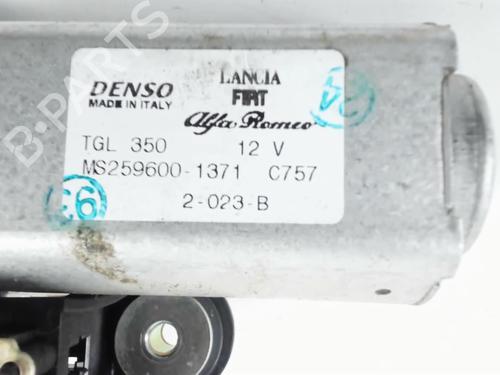 B-PARTS
DENSO
MADE IN ITALY
LANCIA
FIAT
Alfa Romeo
TGL 350 12 V
MS259600-1371 C757
2-023-B